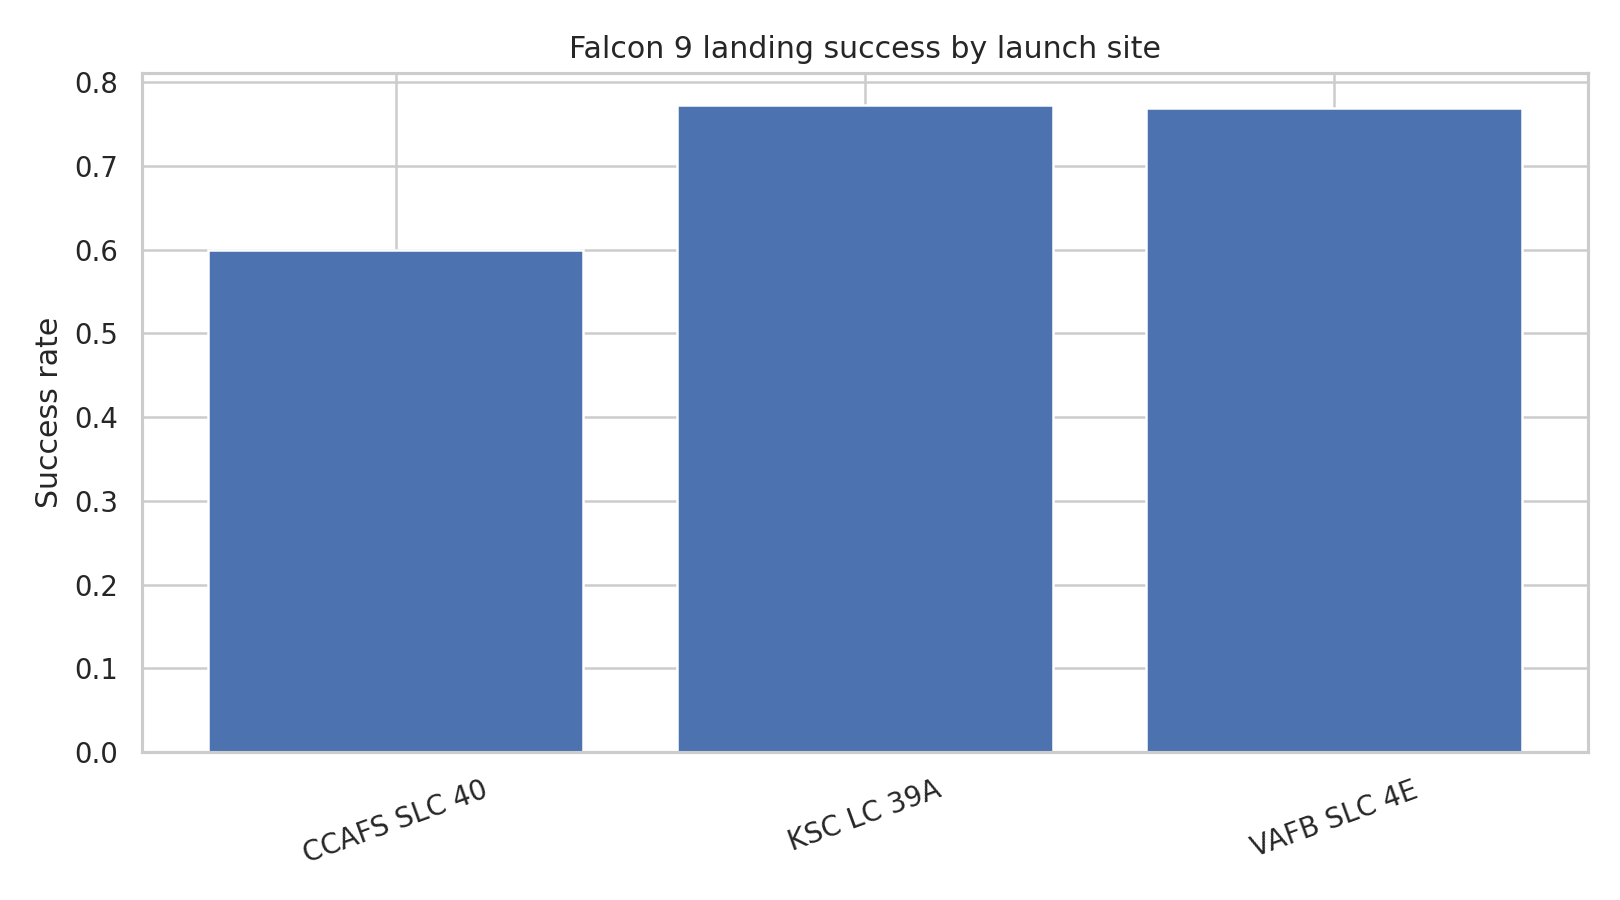 Falcon 9 landing success by launch site
0.8
0.7
0.6
0.5
0.4
0.3
0.2
0.1
0.0
Success rate
CCAFS SLC 40
KSC LC 39A
VAFB SLC 4E